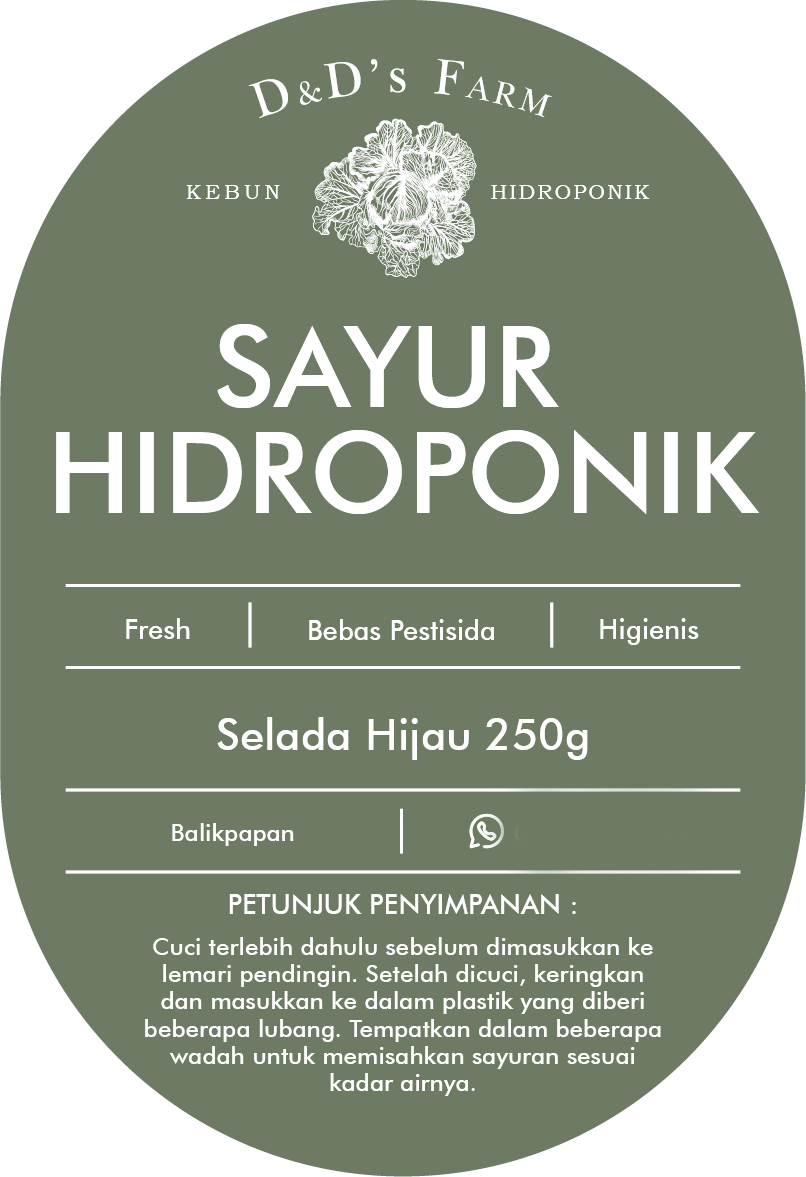 D&D's FARM
KEBUN HIDROPONIK
SAYUR
HIDROPONIK
Fresh | Bebas Pestisida | Higienis
Selada Hijau 250g
Balikpapan
PETUNJUK PENYIMPANAN :
Cuci terlebih dahulu sebelum dimasukkan ke
lemari pendingin. Setelah dicuci, keringkan
dan masukkan ke dalam plastik yang diberi
beberapa lubang. Tempatkan dalam beberapa
wadah untuk memisahkan sayuran sesuai
kadar airnya.